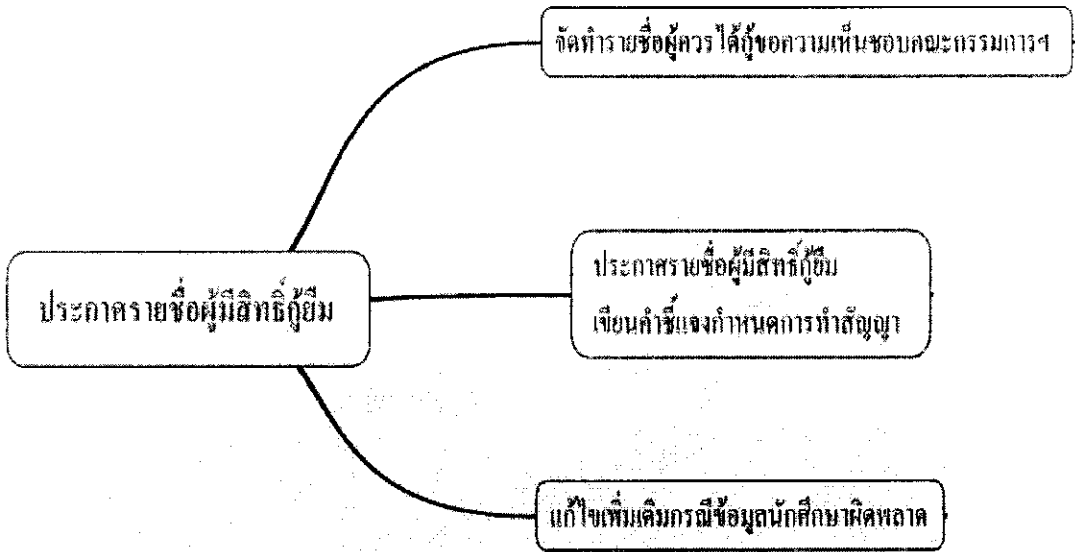 จัดทำรายชื่อผู้ควรได้กู้ขอความเห็นชอบคณะกรรมการฯ
ประกาศรายชื่อผู้มีสิทธิ์กู้ยืม
ประกาศรายชื่อผู้มีสิทธิ์กู้ยืม
เขียนคำชี้แจงกำหนดการทำสัญญา
แก้ไขเพิ่มเติมกรณีข้อมูลนักศึกษาผิดพลาด